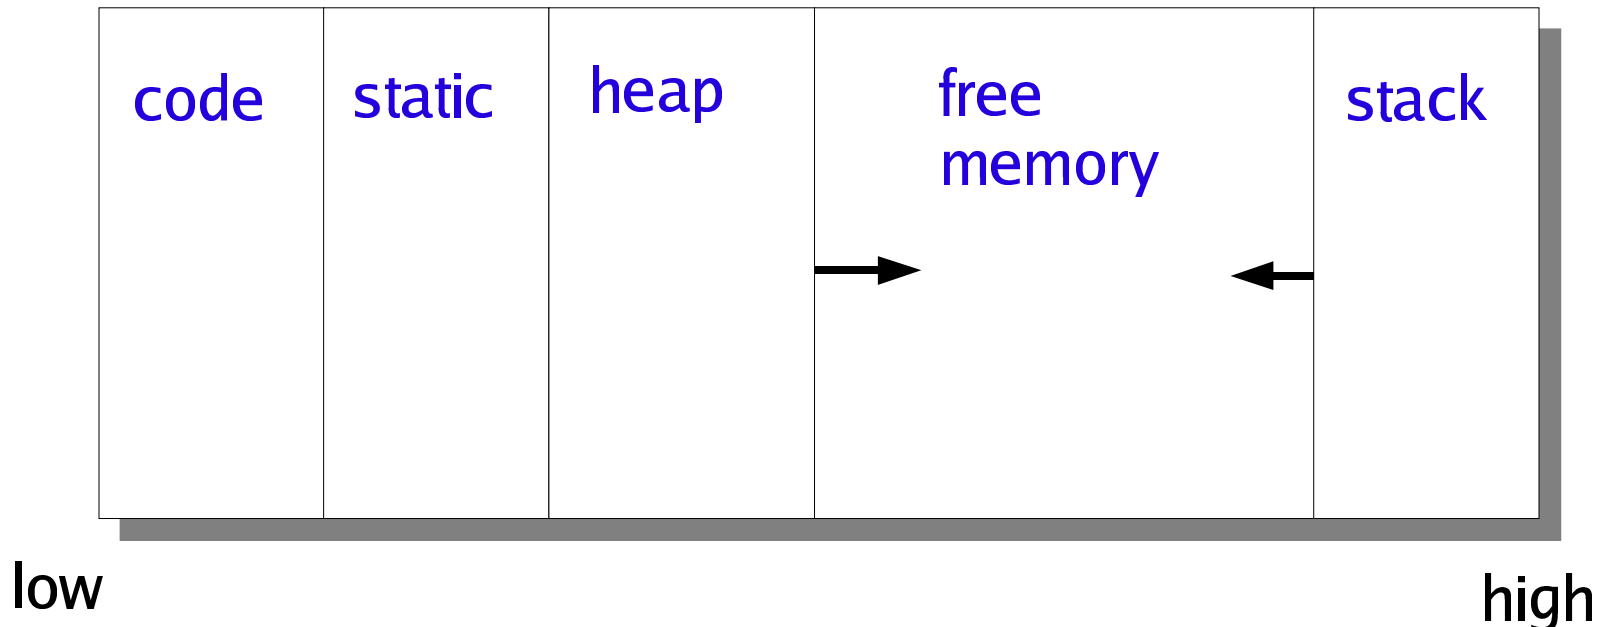 code
static
heap
free
memory
stack
low
high